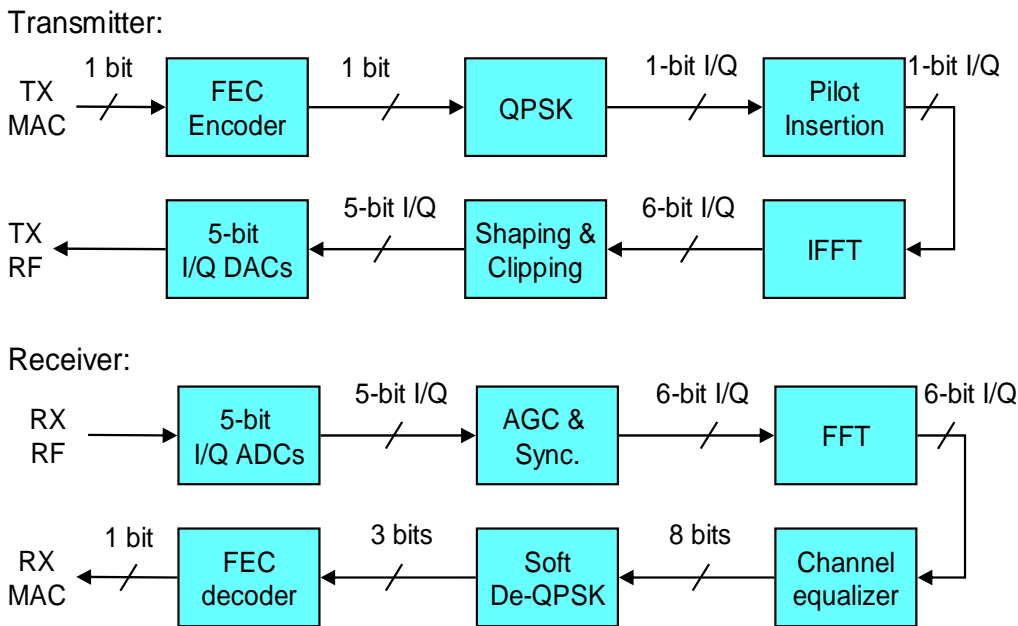 Transmitter:
1 bit
1 bit
1-bit I/Q
1-bit I/Q
TX
MAC
FEC
Encoder
QPSK
Pilot
Insertion
5-bit I/Q
6-bit I/Q
TX
RF
5-bit
I/Q DACs
Shaping &
Clipping
IFFT
Receiver:
5-bit I/Q
6-bit I/Q
6-bit I/Q
RX
RF
5-bit
I/Q ADCs
AGC &
Sync.
FFT
1 bit
3 bits
8 bits
RX
MAC
FEC
decoder
Soft
De-QPSK
Channel
equalizer